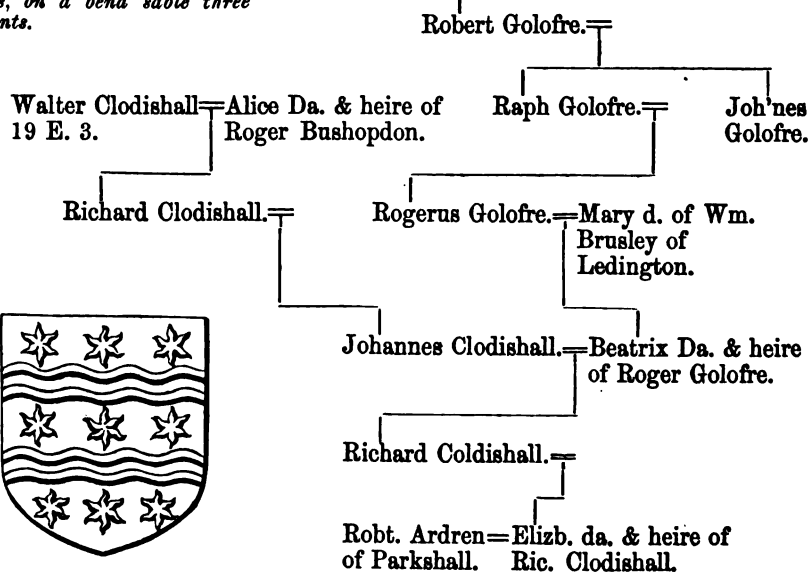 on a bend sable three
nts.
Robert Golofre.
Walter Clodishall=Alice Da. & heire of
19 E. 3.
Roger Bushopdon.
Raph Golofre.
Joh'nes
Golofre.
Richard Clodishall.
Rogerus Golofre.=Mary d. of Wm.
Brusley of
Ledington.
Johannes Clodishall.=Beatrix Da. & heire
of Roger Golofre.
Richard Coldishall.=
Robt. Ardren=Elizb. da. & heire of
of Parkshall.
Ric. Clodishall.